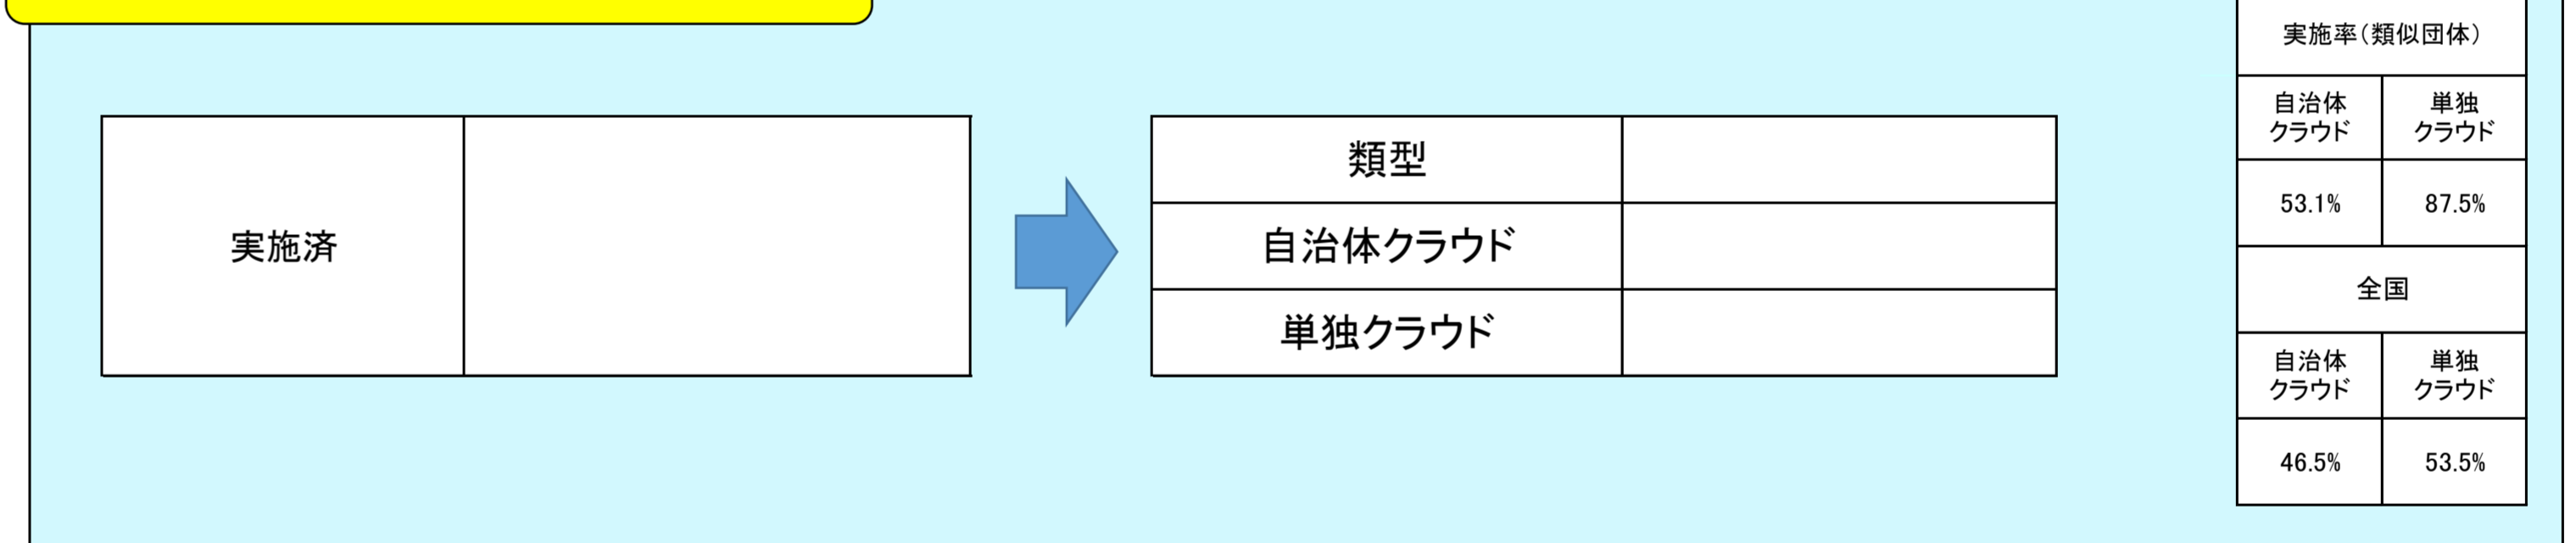 実施済
類型
自治体クラウド
単独クラウド
実施率(類似団体)
自治体
クラウド
単独
クラウド
53.1%
87.5%
全国
自治体
クラウド
単独
クラウド
46.5%
53.5%